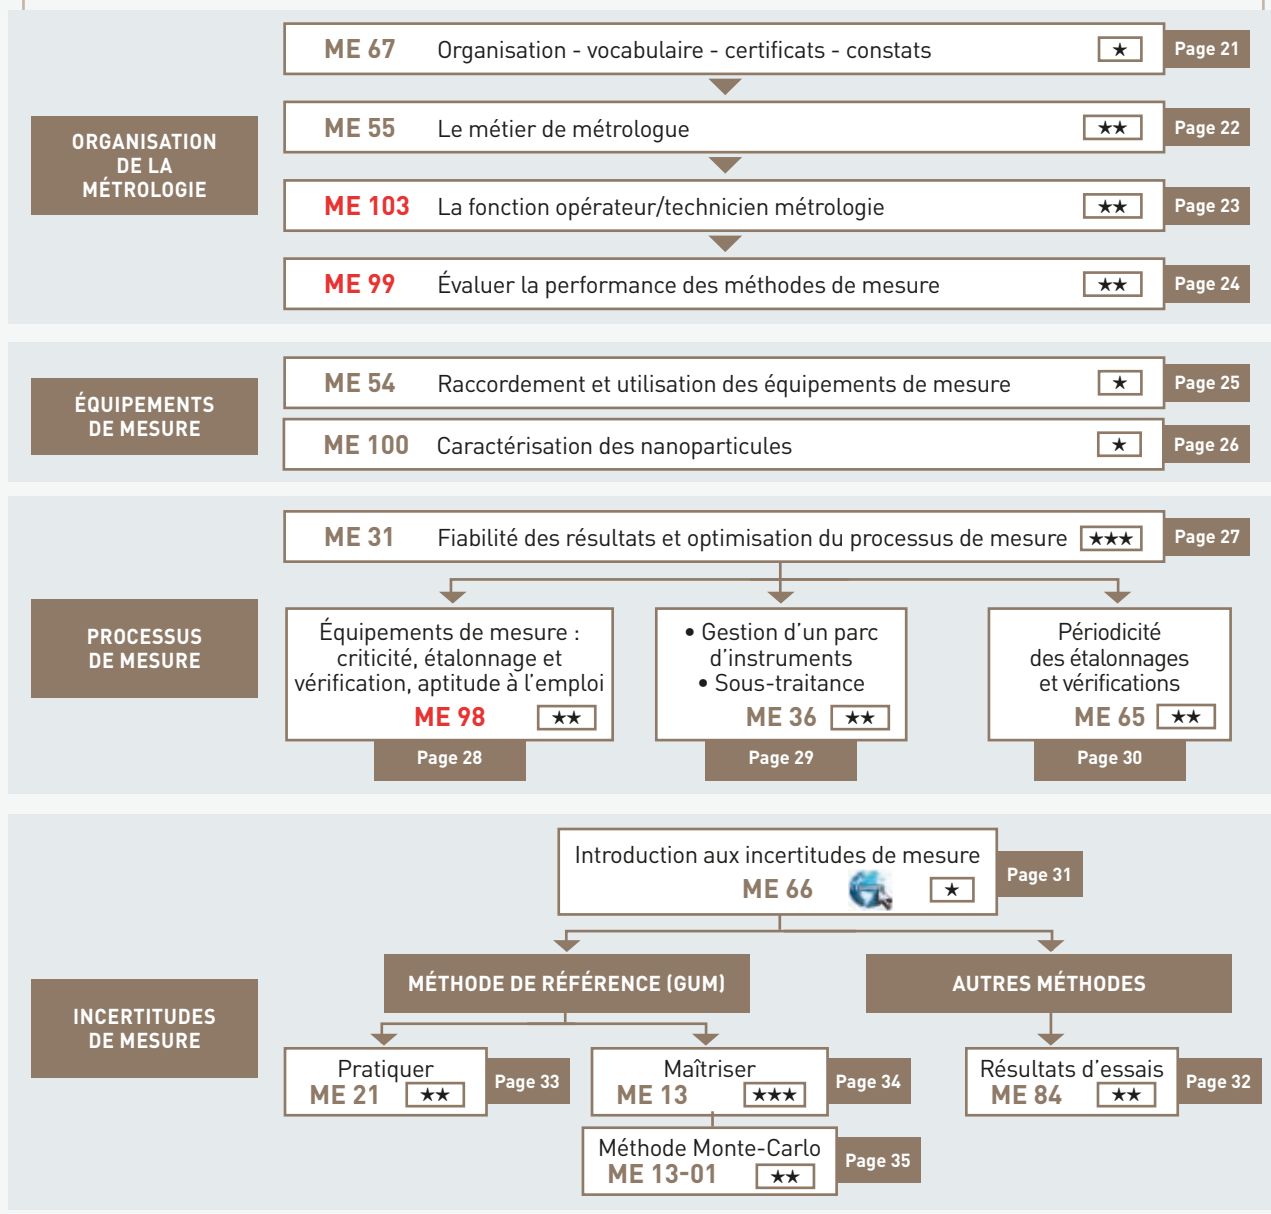 ORGANISATION
DE LA
MÉTROLOGIE
ME 67 Organisation - vocabulaire - certificats - constats ★ Page 21
ME 55 Le métier de métrologue ★★ Page 22
ME 103 La fonction opérateur/technicien métrologie ★★ Page 23
ME 99 Évaluer la performance des méthodes de mesure ★★ Page 24
ÉQUIPEMENTS
DE MESURE
ME 54 Raccordement et utilisation des équipements de mesure ★ Page 25
ME 100 Caractérisation des nanoparticules ★ Page 26
PROCESSUS
DE MESURE
ME 31 Fiabilité des résultats et optimisation du processus de mesure ★★★ Page 27
Équipements de mesure :
criticité, étalonnage et
vérification, aptitude à l'emploi
ME 98 ★★
Page 28
• Gestion d'un parc
d'instruments
• Sous-traitance
ME 36 ★★
Page 29
Périodicité
des étalonnages
et vérifications
ME 65 ★★
Page 30
INCERTITUDES
DE MESURE
Introduction aux incertitudes de mesure
ME 66 ★
Page 31
MÉTHODE DE RÉFÉRENCE (GUM)
AUTRES MÉTHODES
Pratiquer
ME 21 ★★
Page 33
Maîtriser
ME 13 ★★★
Page 34
Résultats d'essais
ME 84 ★★
Page 32
Méthode Monte-Carlo
ME 13-01 ★★
Page 35